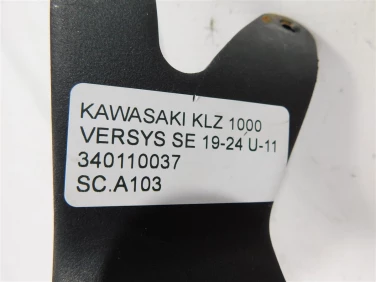 KAWASAKI KLZ 1000
VERSYS SE 19-24 U-11
340110037
SC.A103